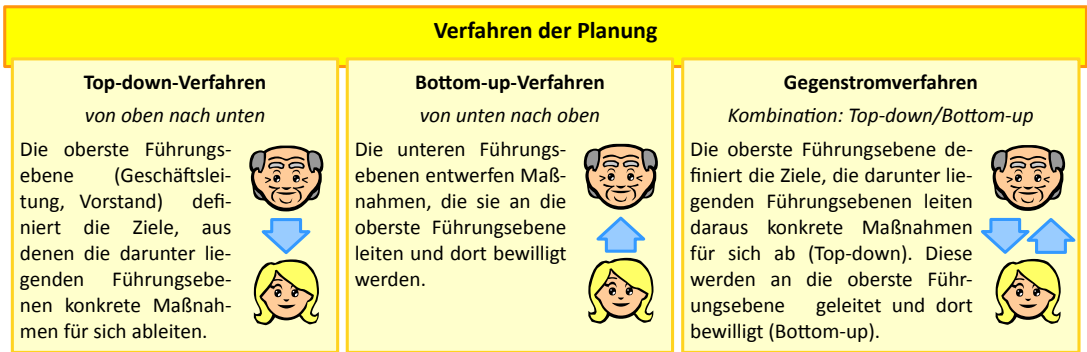 Verfahren der Planung
Top-down-Verfahren
von oben nach unten
Die oberste Führungs-
ebene (Geschäftslei-
tung, Vorstand) defi-
niert die Ziele, aus
denen die darunter lie-
genden Führungsebe-
nen konkrete Maßnah-
men für sich ableiten.
Bottom-up-Verfahren
von unten nach oben
Die unteren Führungs-
ebenen entwerfen Maß-
nahmen, die sie an die
oberste Führungsebene
leiten und dort bewilligt
werden.
Gegenstromverfahren
Kombination: Top-down/Bottom-up
Die oberste Führungsebene de-
finiert die Ziele, die darunter lie-
genden Führungsebenen leiten
daraus konkrete Maßnahmen
für sich ab (Top-down). Diese
werden an die oberste Führ-
ungsebene geleitet und dort
bewilligt (Bottom-up).